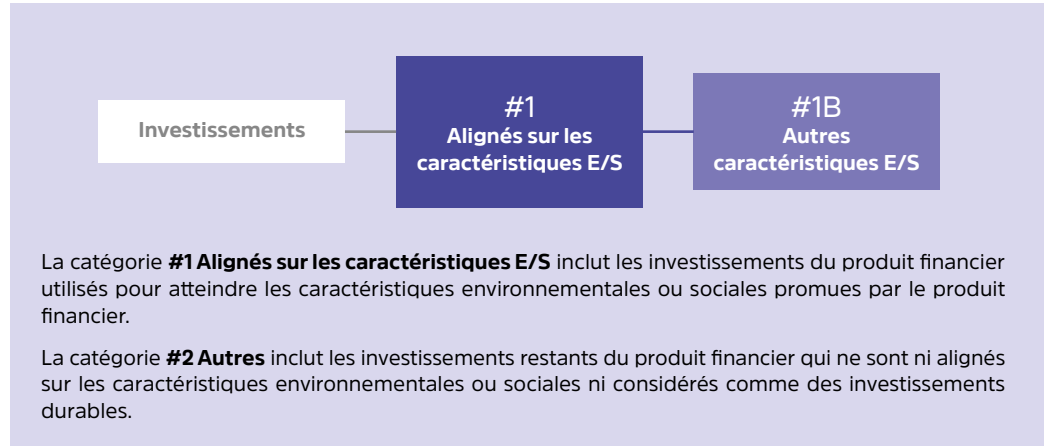 Investissements
#1
Alignés sur les
caractéristiques E/S
#1B
Autres
caractéristiques E/S
La catégorie #1 Alignés sur les caractéristiques E/S inclut les investissements du produit financier
utilisés pour atteindre les caractéristiques environnementales ou sociales promues par le produit
financier.
La catégorie #2 Autres inclut les investissements restants du produit financier qui ne sont ni alignés
sur les caractéristiques environnementales ou sociales ni considérés comme des investissements
durables.